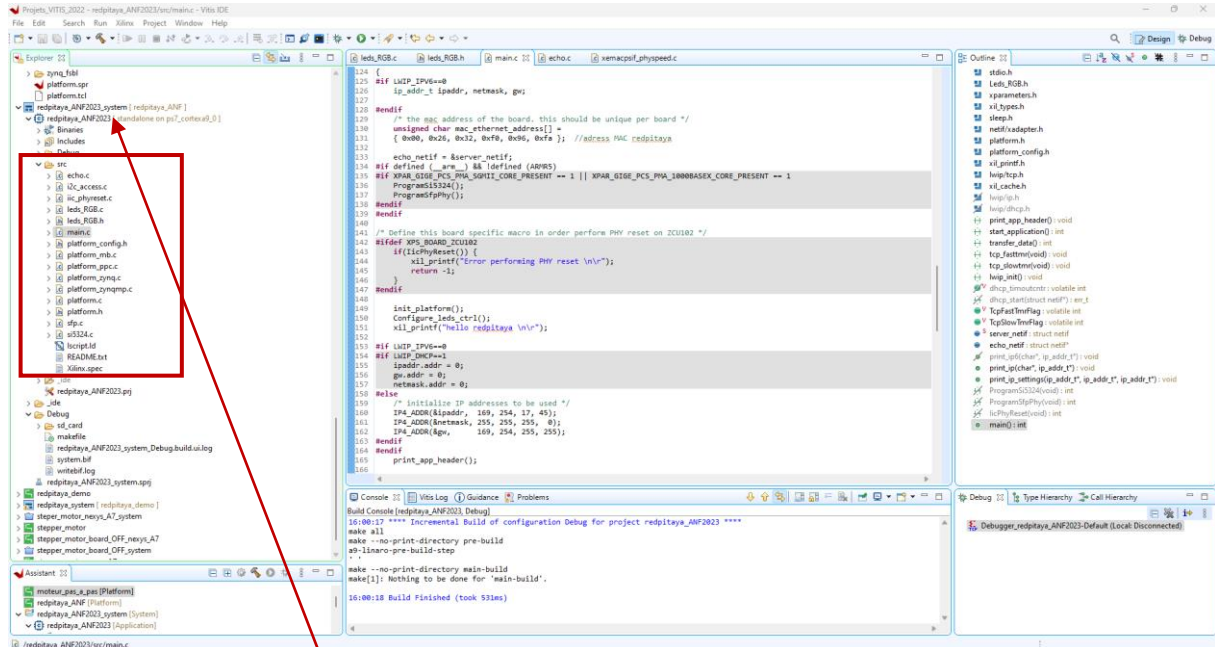 Projets_VITIS_2022 - redpitaya_ANF2023/src/main.c - Vitis IDE
File Edit Search Run Xilinx Project Window Help
Design Debug
Explorer
zynq_fsbl
platform.spr
platform.tcl
redpitaya_ANF2023_system [ redpitaya_ANF ]
redpitaya_ANF2023 [ standalone on ps7_cortexa9_0 ]
Binaries
Includes
Debug
src
echo.c
i2c_access.c
iic_phyreset.c
leds_RGB.c
leds_RGB.h
main.c
platform_config.h
platform_mb.c
platform_ppc.c
platform_zynq.c
platform_zynqmp.c
platform.c
platform.h
sfp.c
si5324.c
lscript.ld
README.txt
Xilinx.spec
_ide
redpitaya_ANF2023.prj
_ide
Debug
sd_card
makefile
redpitaya_ANF2023_system_Debug.build.ui.log
system.bif
writebif.log
redpitaya_ANF2023_system.sprj
redpitaya_demo
redpitaya_system [ redpitaya_demo ]
steper_motor_nexys_A7_system
stepper_motor
stepper_motor_board_OFF_nexys_A7
stepper_motor_board_OFF_system
Assistant
moteur_pas_a_pas [Platform]
redpitaya_ANF [Platform]
redpitaya_ANF2023_system [System]
redpitaya_ANF2023 [Application]
/redpitaya_ANF2023/src/main.c
leds_RGB.c leds_RGB.h main.c echo.c xemacpsif_physpeed.c
124 {
125 #if LWIP_IPV6==0
126 ip_addr_t ipaddr, netmask, gw;
127
128 #endif
129 /* the mac address of the board. this should be unique per board */
130 unsigned char mac_ethernet_address[] =
131 { 0x00, 0x26, 0x32, 0xf0, 0x96, 0xfa }; //adress MAC redpitaya
132
133 echo_netif = &server_netif;
134 #if defined (__arm__) && !defined (ARMR5)
135 #if XPAR_GIGE_PCS_PMA_SGMII_CORE_PRESENT == 1 || XPAR_GIGE_PCS_PMA_1000BASEX_CORE_PRESENT == 1
136 ProgramSi5324();
137 ProgramSfpPhy();
138 #endif
139 #endif
140
141 /* Define this board specific macro in order perform PHY reset on ZCU102 */
142 #ifdef XPS_BOARD_ZCU102
143 if(IicPhyReset()) {
144 xil_printf("Error performing PHY reset \n\r");
145 return -1;
146 }
147 #endif
148
149 init_platform();
150 Configure_leds_ctrl();
151 xil_printf("hello redpitaya \n\r");
152
153 #if LWIP_IPV6==0
154 #if LWIP_DHCP==1
155 ipaddr.addr = 0;
156 gw.addr = 0;
157 netmask.addr = 0;
158 #else
159 /* initialize IP addresses to be used */
160 IP4_ADDR(&ipaddr, 169, 254, 17, 45);
161 IP4_ADDR(&netmask, 255, 255, 255, 0);
162 IP4_ADDR(&gw, 169, 254, 255, 255);
163 #endif
164 #endif
165 print_app_header();
166
Console Vitis Log Guidance Problems
Build Console [redpitaya_ANF2023, Debug]
16:00:17 **** Incremental Build of configuration Debug for project redpitaya_ANF2023 ****
make all
make --no-print-directory pre-build
a9-linaro-pre-build-step
' '
make --no-print-directory main-build
make[1]: Nothing to be done for 'main-build'.
16:00:18 Build Finished (took 531ms)
Outline
stdio.h
Leds_RGB.h
xparameters.h
xil_types.h
sleep.h
netif/xadapter.h
platform.h
platform_config.h
xil_printf.h
lwip/tcp.h
xil_cache.h
lwip/ip.h
lwip/dhcp.h
print_app_header() : void
start_application() : int
transfer_data() : int
tcp_fasttmr(void) : void
tcp_slowtmr(void) : void
lwip_init() : void
dhcp_timoutcntr : volatile int
dhcp_start(struct netif*) : err_t
TcpFastTmrFlag : volatile int
TcpSlowTmrFlag : volatile int
server_netif : struct netif
echo_netif : struct netif*
print_ip6(char*, ip_addr_t*) : void
print_ip(char*, ip_addr_t*) : void
print_ip_settings(ip_addr_t*, ip_addr_t*, ip_addr_t*) : void
ProgramSi5324(void) : int
ProgramSfpPhy(void) : int
IicPhyReset(void) : int
main() : int
Debug Type Hierarchy Call Hierarchy
Debugger_redpitaya_ANF2023-Default (Local: Disconnected)